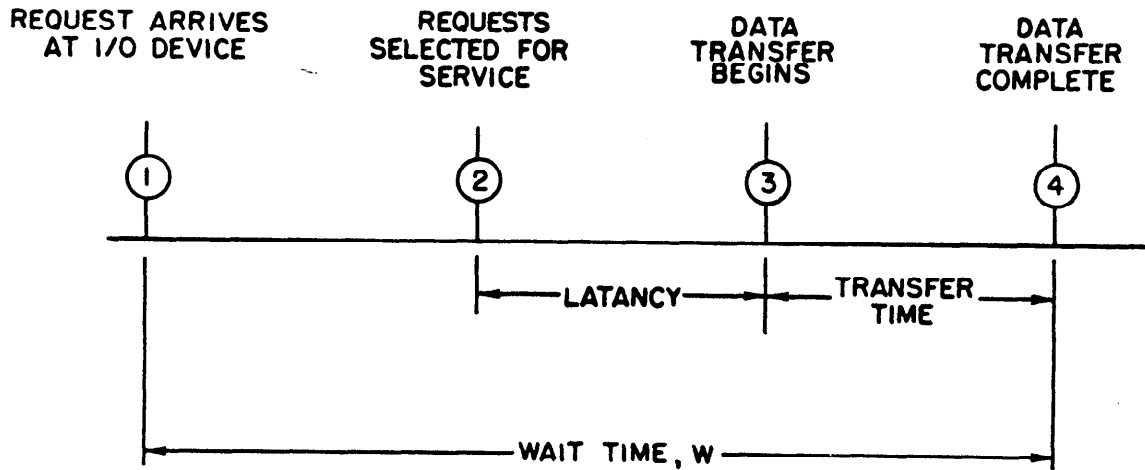 REQUEST ARRIVES
AT I/O DEVICE
REQUESTS
SELECTED FOR
SERVICE
DATA
TRANSFER
BEGINS
DATA
TRANSFER
COMPLETE
1
2
3
4
LATANCY
TRANSFER
TIME
WAIT TIME, W